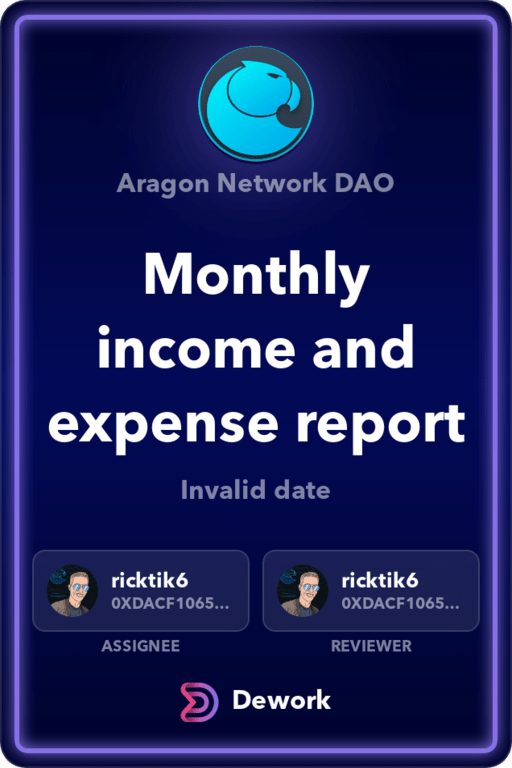 Aragon Network DAO
Monthly
income and
expense report
Invalid date
ricktik6
0XDACF1065...
ricktik6
0XDACF1065...
ASSIGNEE
REVIEWER
Dework